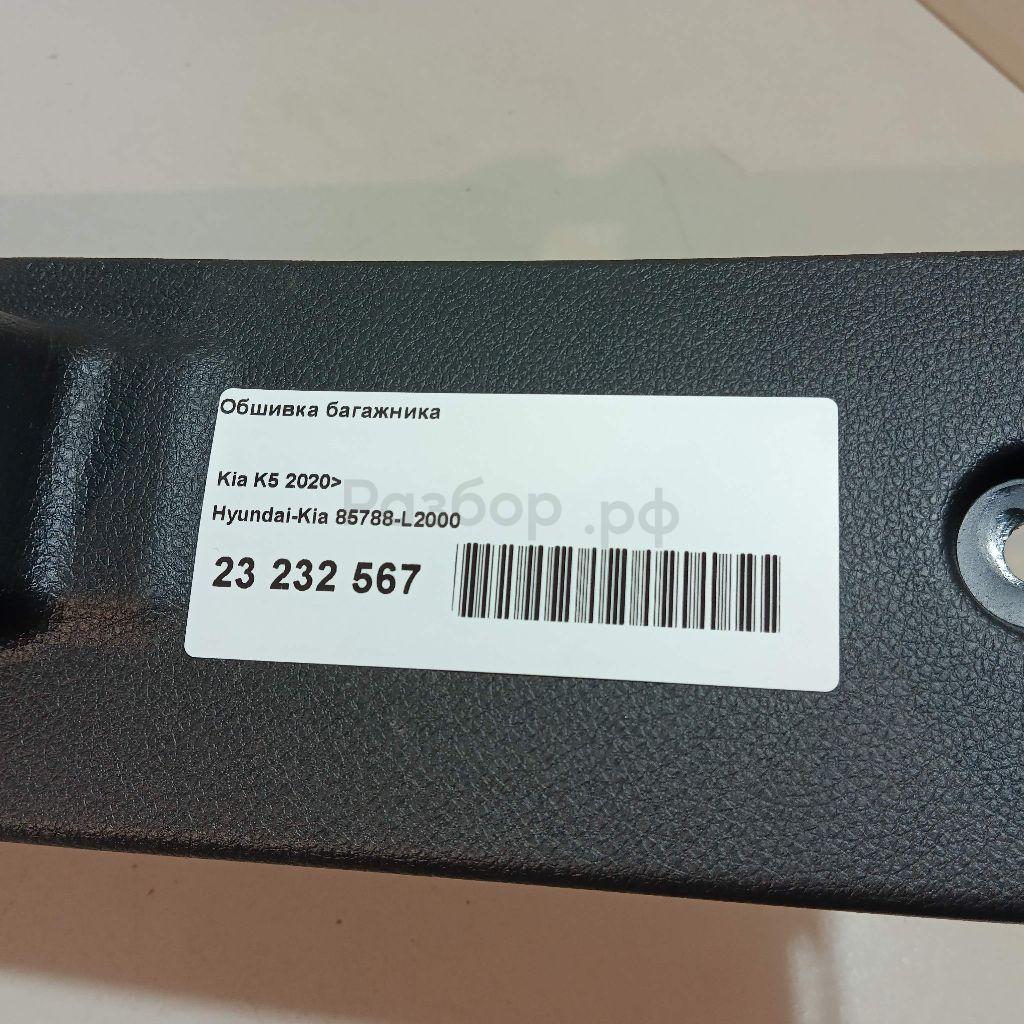 Обшивка багажника
Kia K5 2020>
Разбор.рф
Hyundai-Kia 85788-L2000
23 232 567